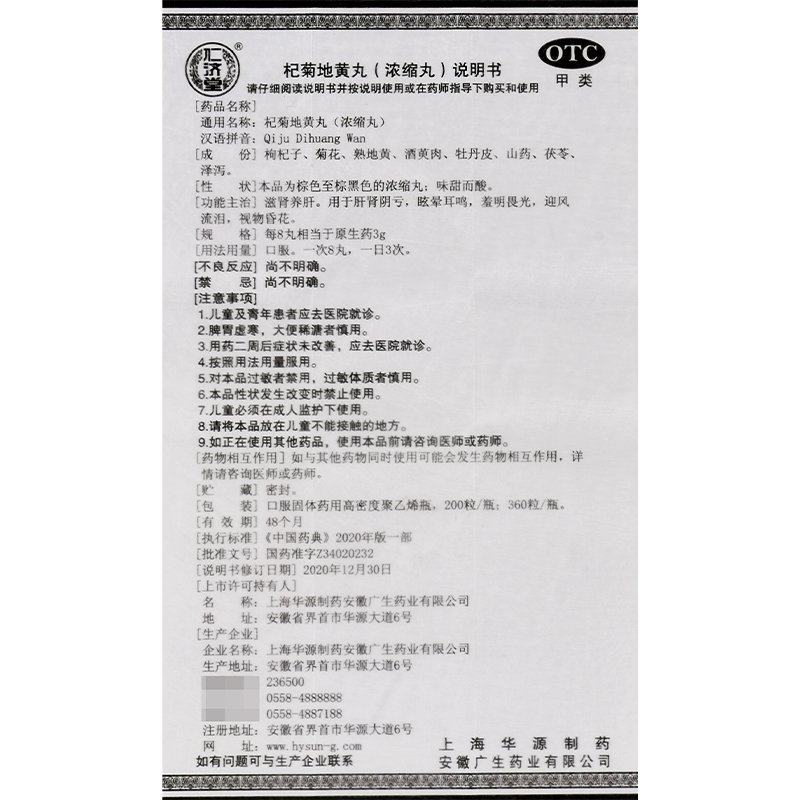 仁济堂®
OTC
甲类
杞菊地黄丸（浓缩丸）说明书
请仔细阅读说明书并按说明使用或在药师指导下购买和使用
[药品名称]
通用名称：杞菊地黄丸（浓缩丸）
汉语拼音：Qiju Dihuang Wan
[成　份] 枸杞子、菊花、熟地黄、酒萸肉、牡丹皮、山药、茯苓、
泽泻。
[性　状]本品为棕色至棕黑色的浓缩丸；味甜而酸。
[功能主治] 滋肾养肝。用于肝肾阴亏，眩晕耳鸣，羞明畏光，迎风
流泪，视物昏花。
[规　格] 每8丸相当于原生药3g
[用法用量] 口服。一次8丸，一日3次。
[不良反应] 尚不明确。
[禁　忌] 尚不明确。
[注意事项]
1.儿童及青年患者应去医院就诊。
2.脾胃虚寒，大便稀溏者慎用。
3.用药二周后症状未改善，应去医院就诊。
4.按照用法用量服用。
5.对本品过敏者禁用，过敏体质者慎用。
6.本品性状发生改变时禁止使用。
7.儿童必须在成人监护下使用。
8.请将本品放在儿童不能接触的地方。
9.如正在使用其他药品，使用本品前请咨询医师或药师。
[药物相互作用] 如与其他药物同时使用可能会发生药物相互作用，详
情请咨询医师或药师。
[贮　藏] 密封。
[包　装] 口服固体药用高密度聚乙烯瓶，200粒/瓶；360粒/瓶。
[有 效 期] 48个月
[执行标准]《中国药典》2020年版一部
[批准文号] 国药准字Z34020232
[说明书修订日期] 2020年12月30日
[上市许可持有人]
名　称：上海华源制药安徽广生药业有限公司
地　址：安徽省界首市华源大道6号
[生产企业]
企业名称：上海华源制药安徽广生药业有限公司
生产地址：安徽省界首市华源大道6号
236500
0558-4888888
0558-4887188
注册地址：安徽省界首市华源大道6号
网　址：www.hysun-g.com
如有问题可与生产企业联系
上海华源制药
安徽广生药业有限公司